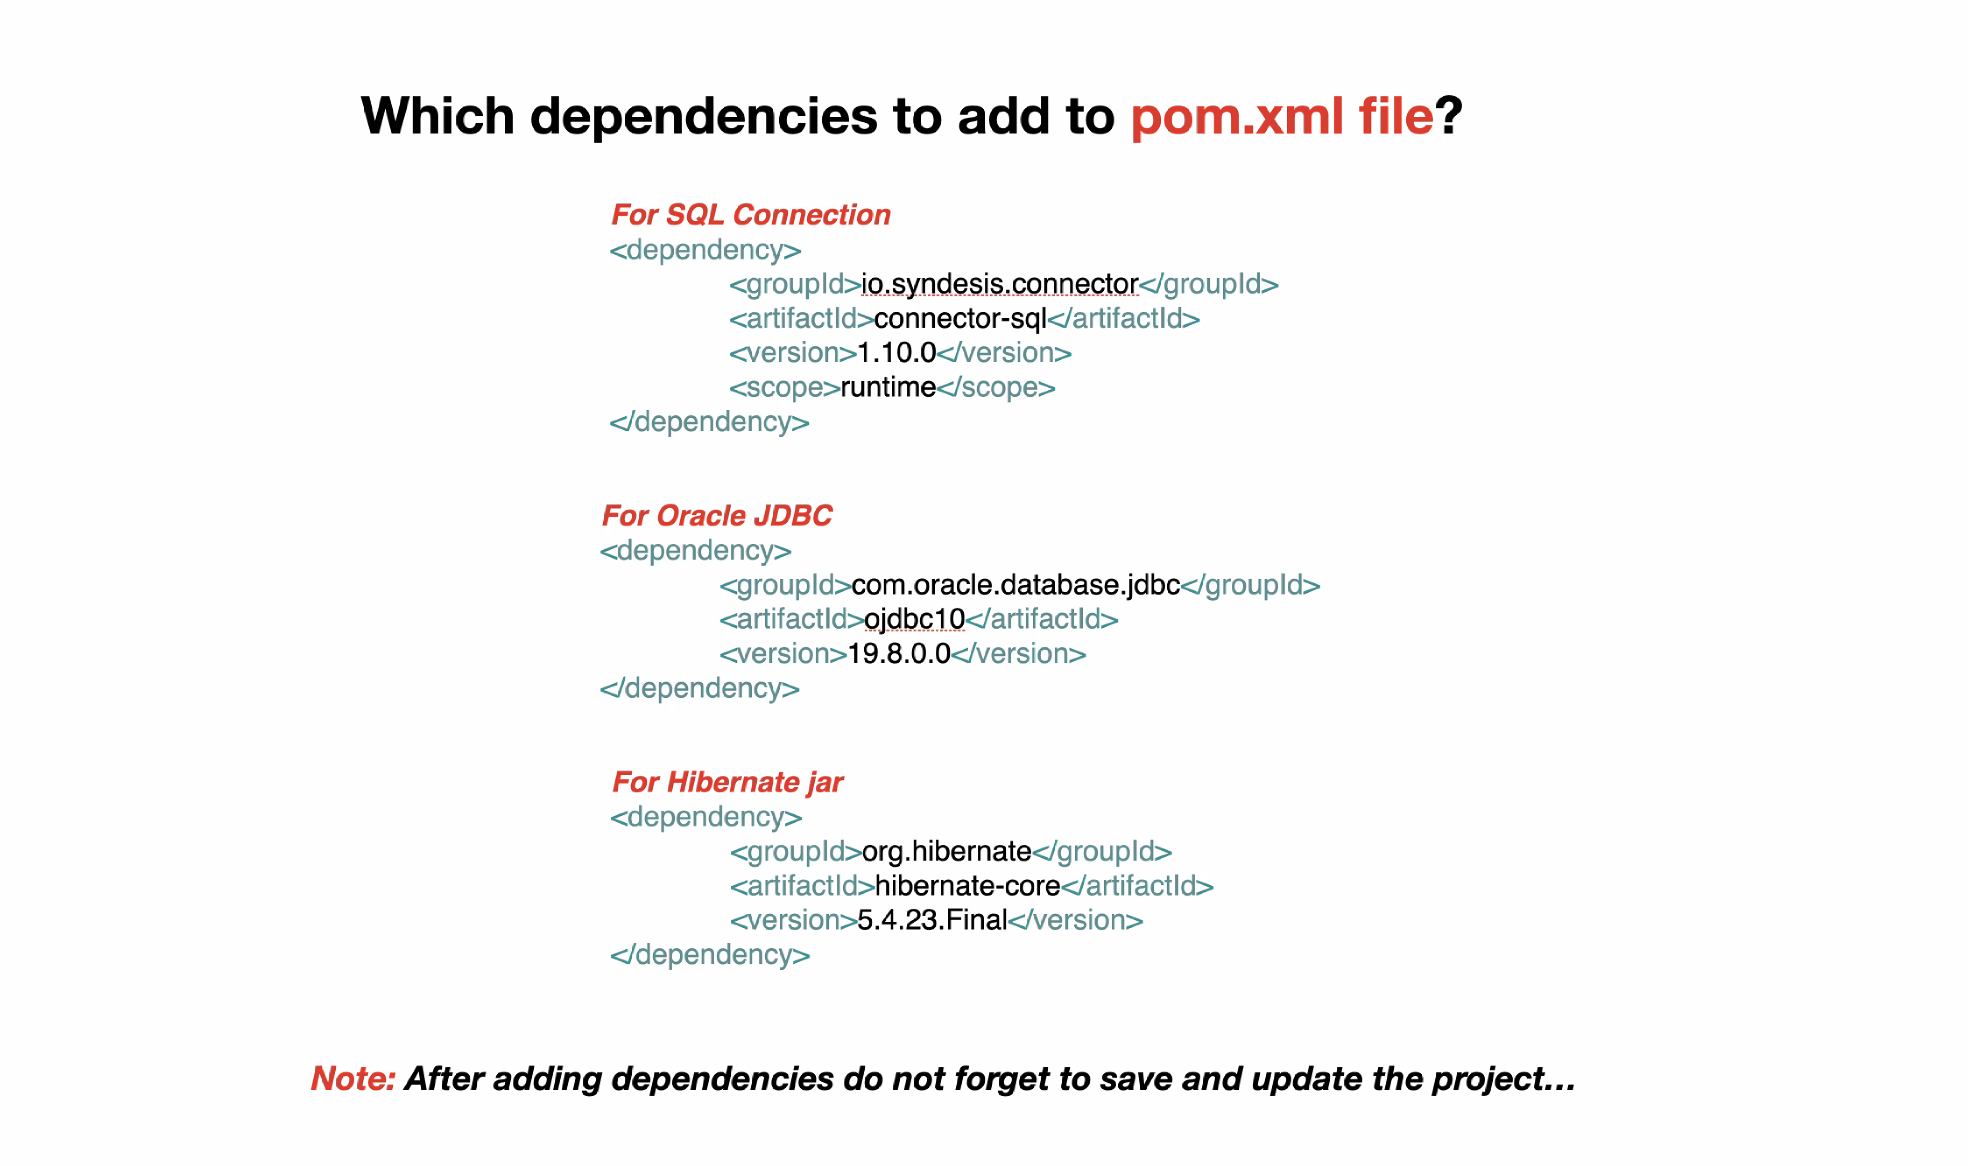 Which dependencies to add to pom.xml file?
For SQL Connection
<dependency>
<groupId>io.syndesis.connector</groupId>
<artifactId>connector-sql</artifactId>
<version>1.10.0</version>
<scope>runtime</scope>
</dependency>
For Oracle JDBC
<dependency>
<groupId>com.oracle.database.jdbc</groupId>
<artifactId>ojdbc10</artifactId>
<version>19.8.0.0</version>
</dependency>
For Hibernate jar
<dependency>
<groupId>org.hibernate</groupId>
<artifactId>hibernate-core</artifactId>
<version>5.4.23.Final</version>
</dependency>
Note: After adding dependencies do not forget to save and update the project...